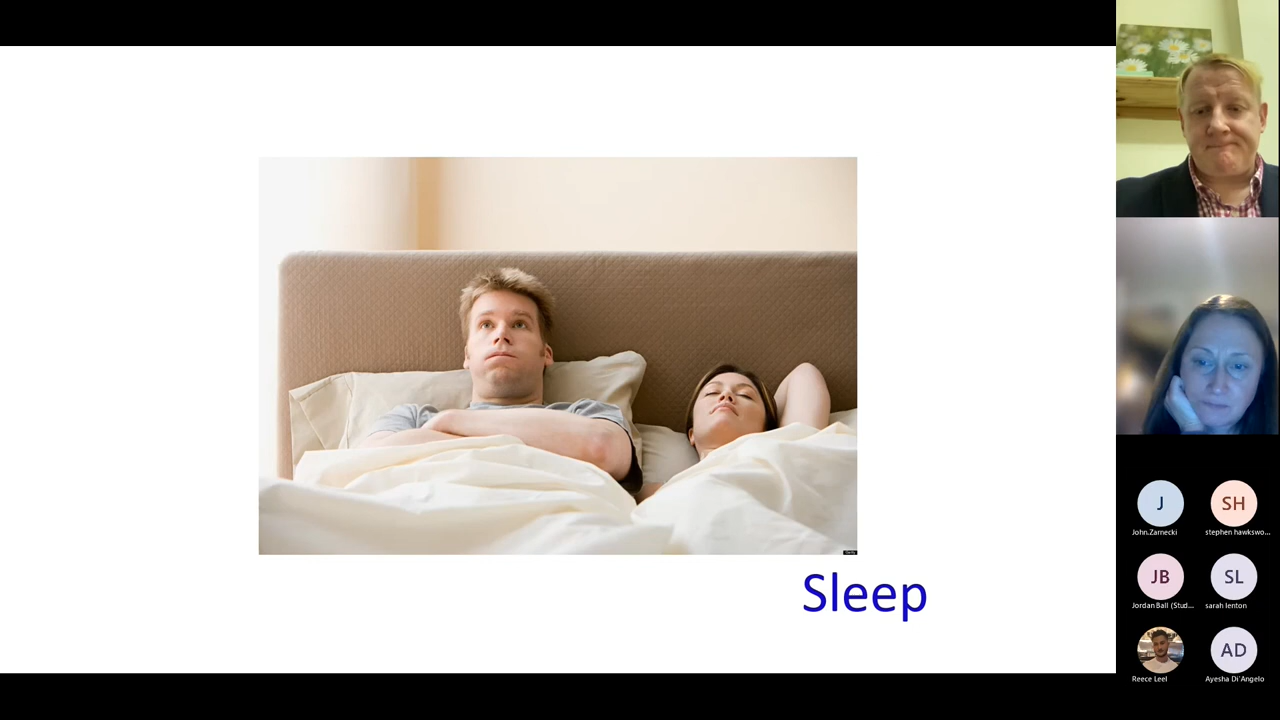 Sleep
J
SH
John.Zarnecki
stephen hawkswo...
JB
SL
Jordan Ball (Stud...
sarah lenton
Reece Leel
AD
Ayesha Di'Angelo